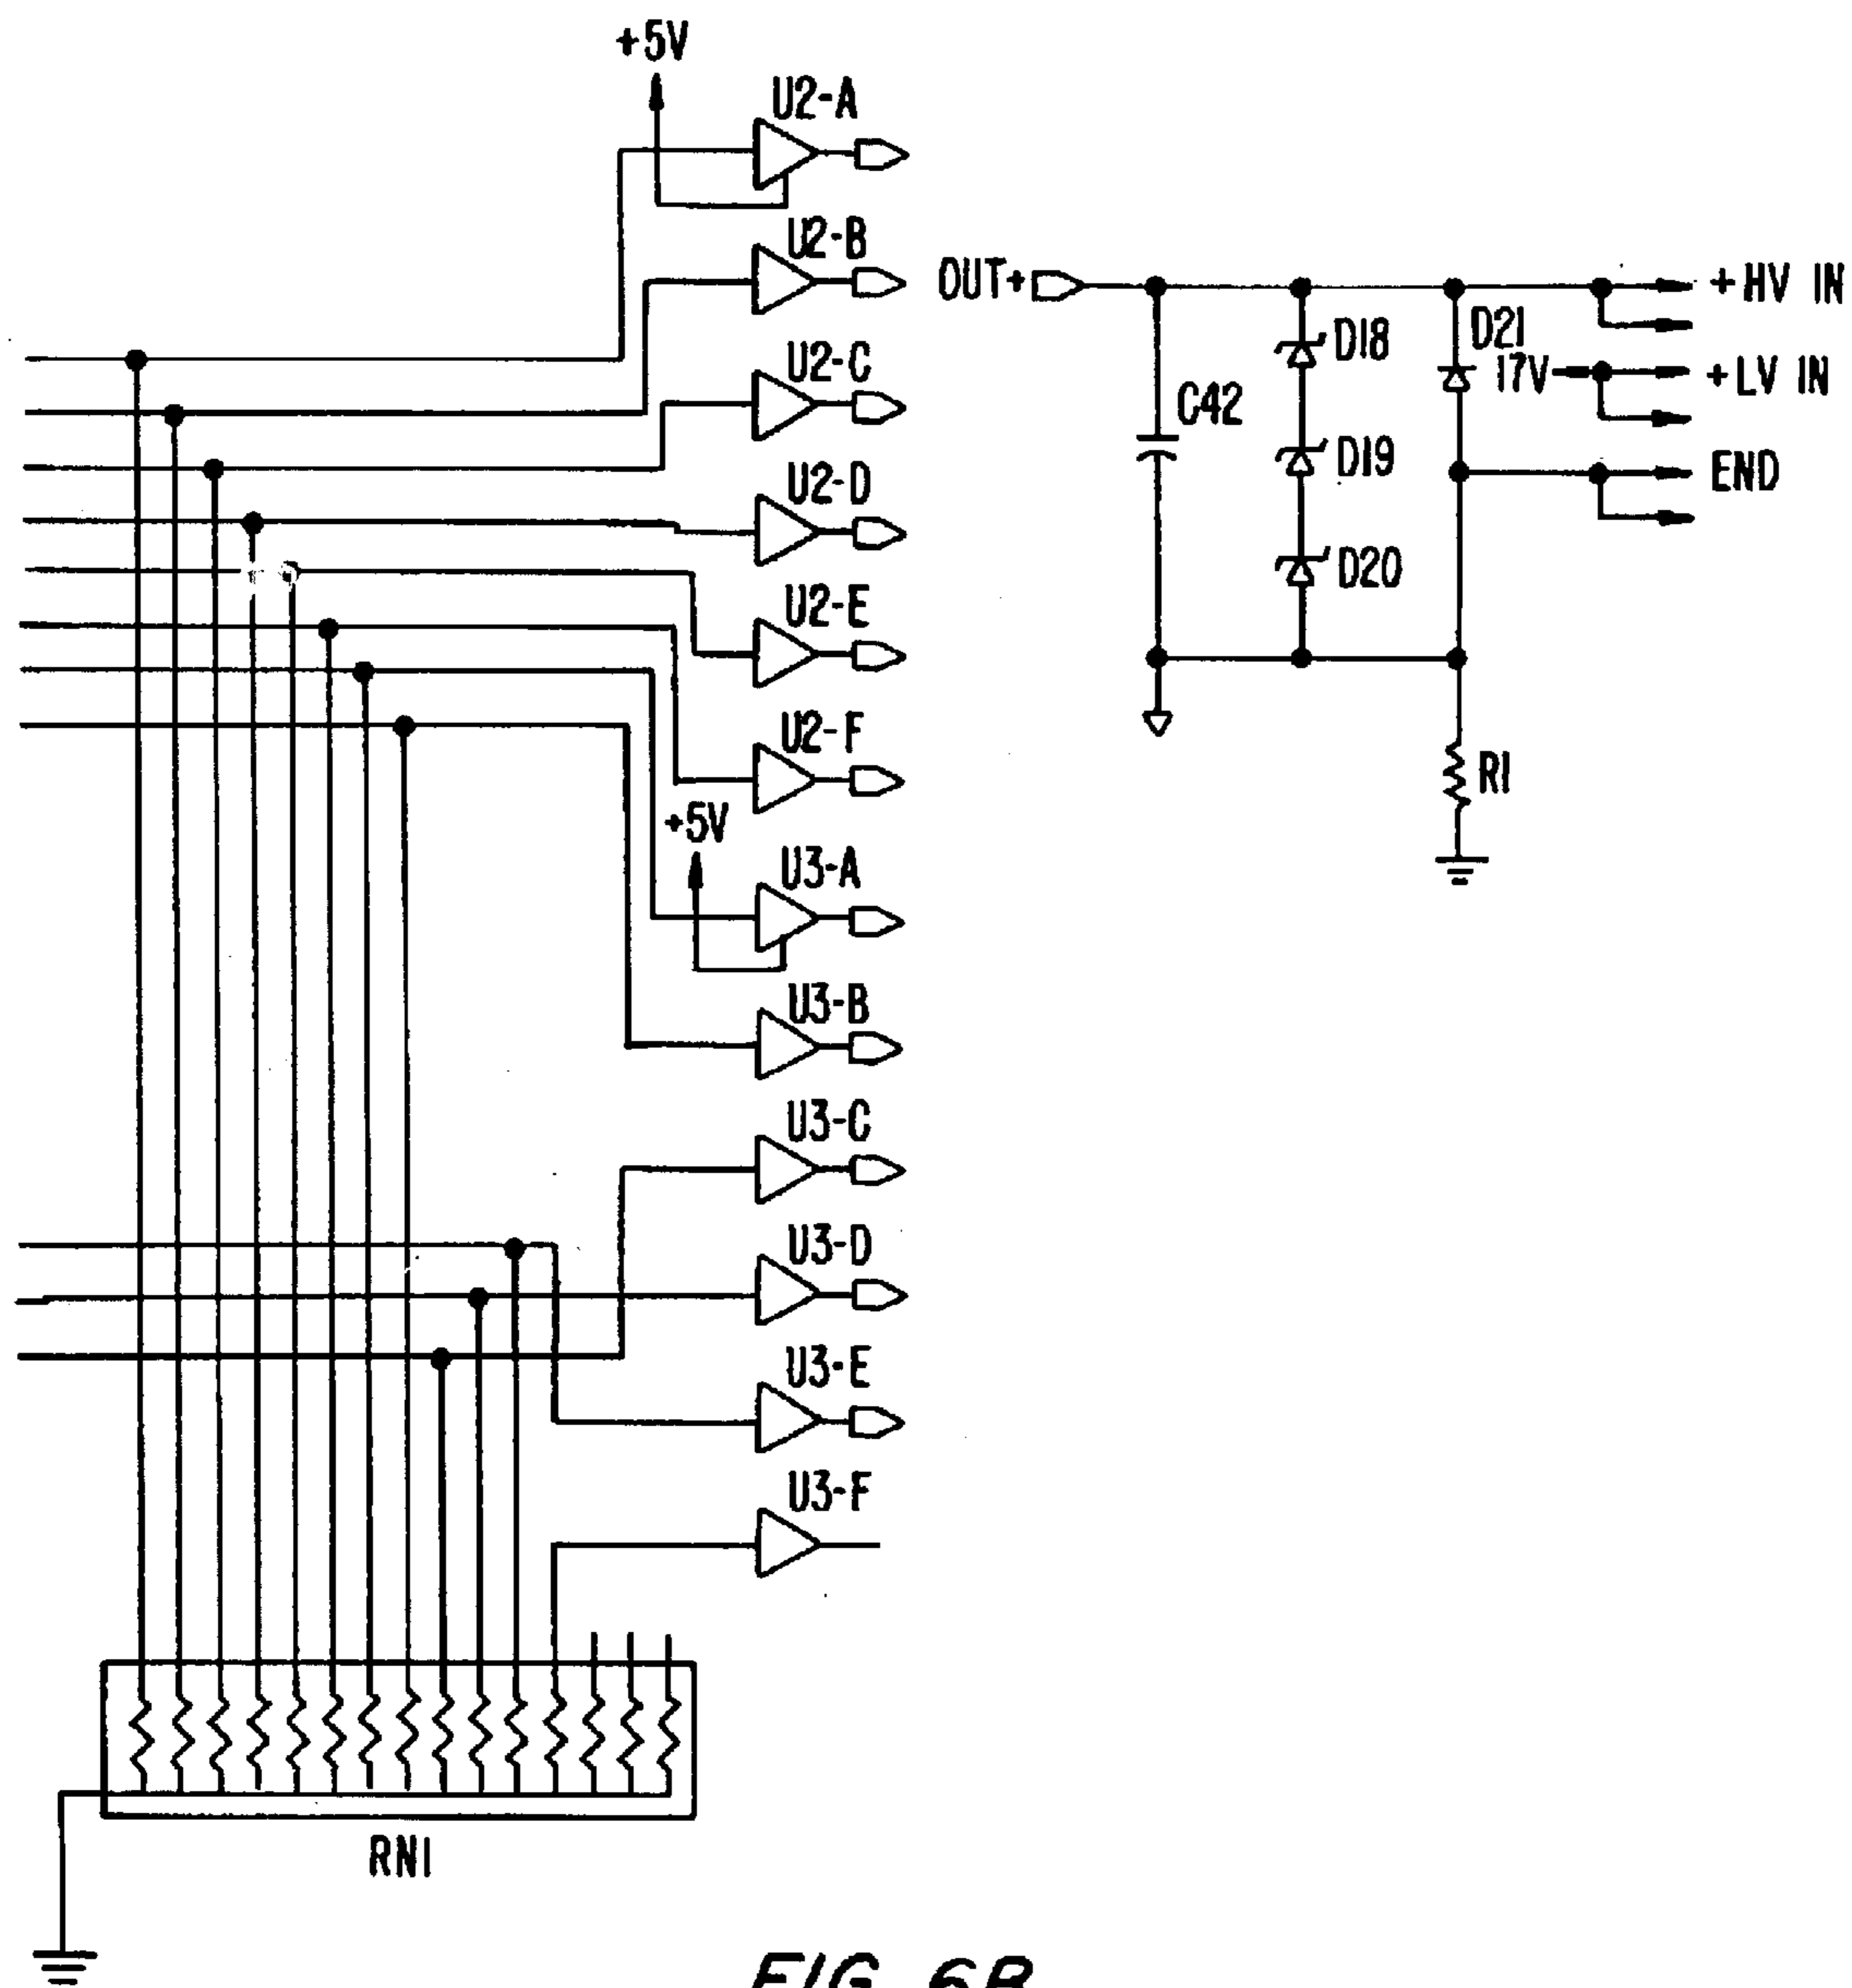 +5V
U2-A
U2-B
U2-C
U2-D
U2-E
U2-F
+5V
U3-A
U3-B
U3-C
U3-D
U3-E
U3-F
RN1
OUT+
+HV IN
D21
D18
17V
+LV IN
C42
D19
END
D20
R1
FIG. 6B